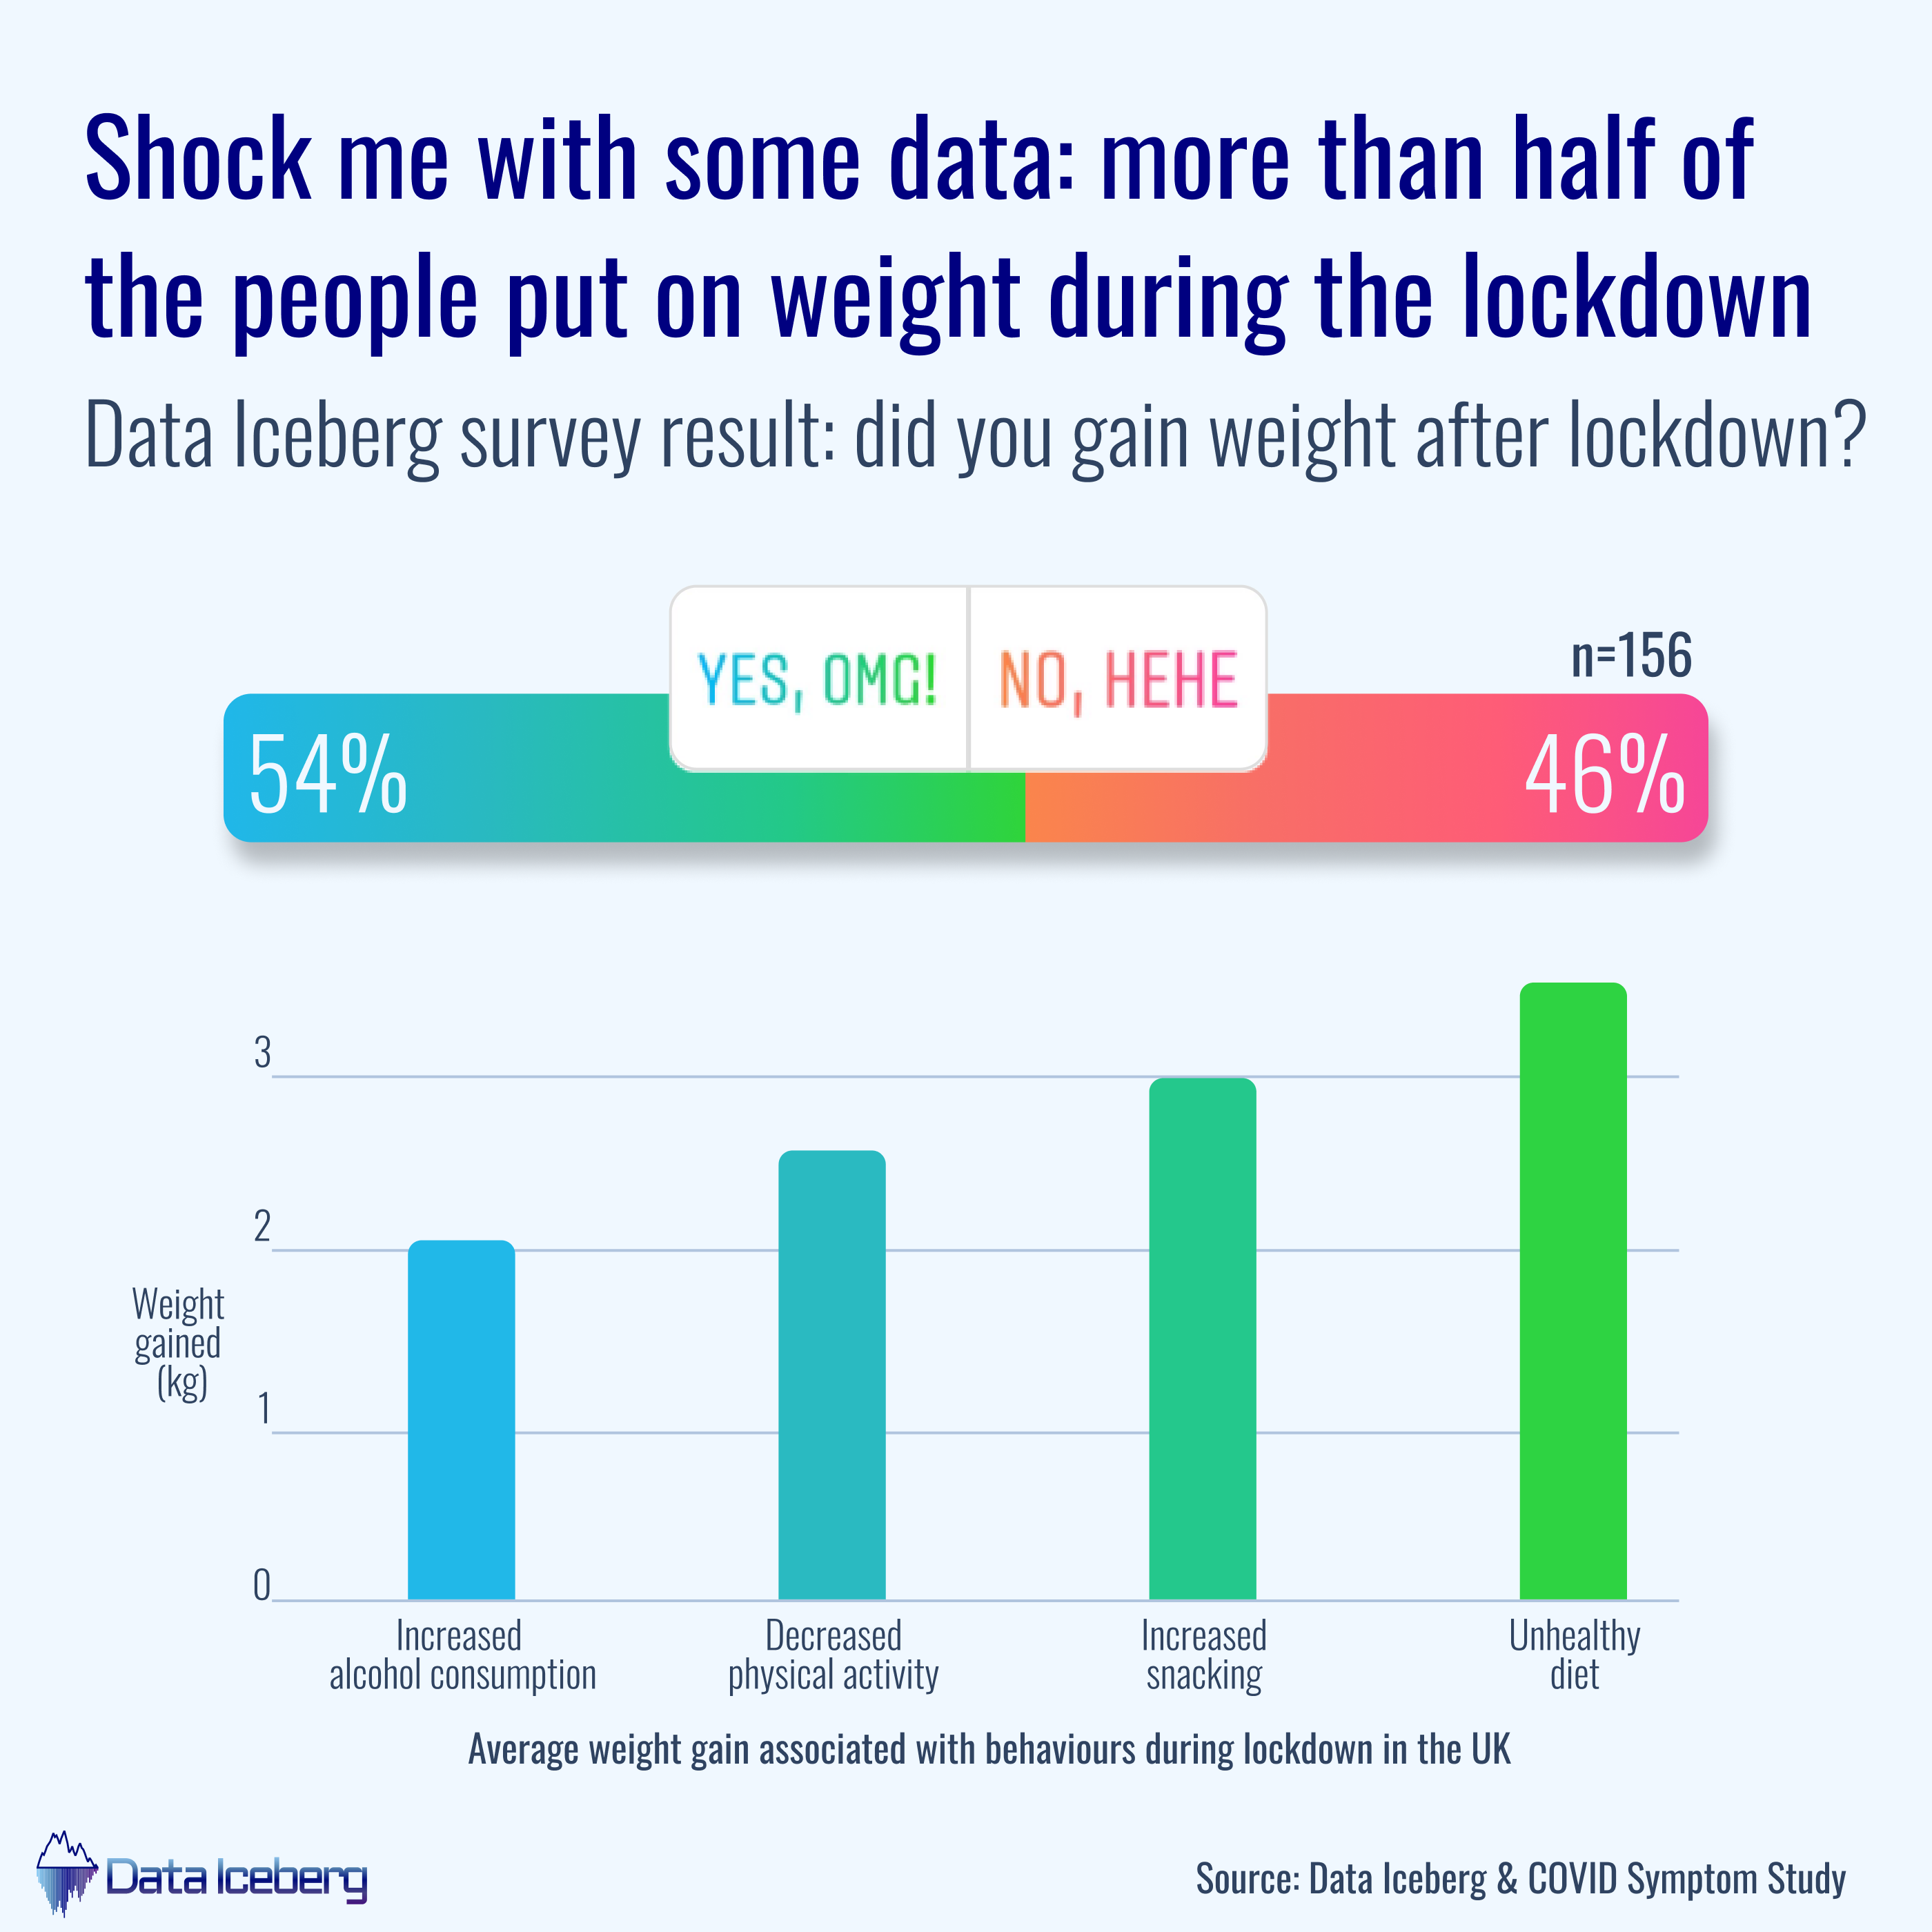 Shock me with some data: more than half of
the people put on weight during the lockdown
Data Iceberg survey result: did you gain weight after lockdown?
YES, OMG!
NO, HEHE
n=156
54%
46%
3
2
Weight
gained
(kg)
1
0
Increased
alcohol consumption
Decreased
physical activity
Increased
snacking
Unhealthy
diet
Average weight gain associated with behaviours during lockdown in the UK
Data Iceberg
Source: Data Iceberg & COVID Symptom Study